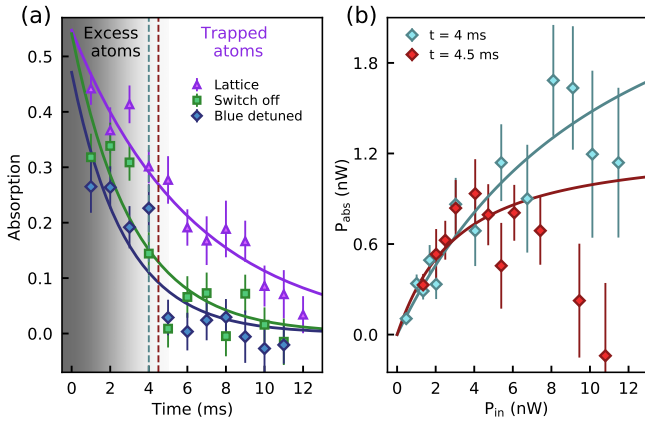 (a)
Excess
atoms
Trapped
atoms
Lattice
Switch off
Blue detuned
0.5
0.4
0.3
0.2
0.1
0.0
Absorption
0
2
4
6
8
10
12
Time (ms)
(b)
t = 4 ms
t = 4.5 ms
1.8
1.2
0.6
0.0
P_abs (nW)
0
2
4
6
8
10
12
P_in (nW)